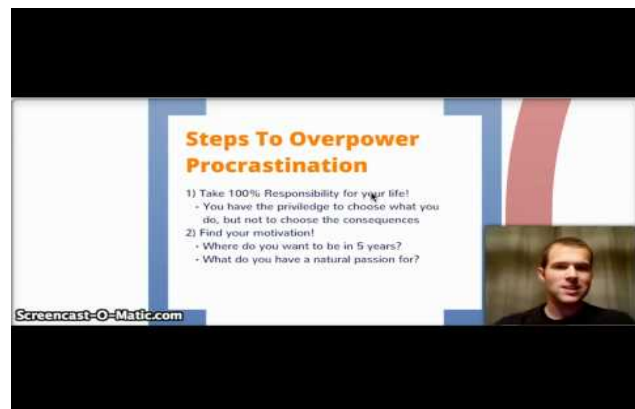 Steps To Overpower
Procrastination
1) Take 100% Responsibility for your life!
- You have the priviledge to choose what you
do, but not to choose the consequences
2) Find your motivation!
- Where do you want to be in 5 years?
- What do you have a natural passion for?
Screencast-O-Matic.com